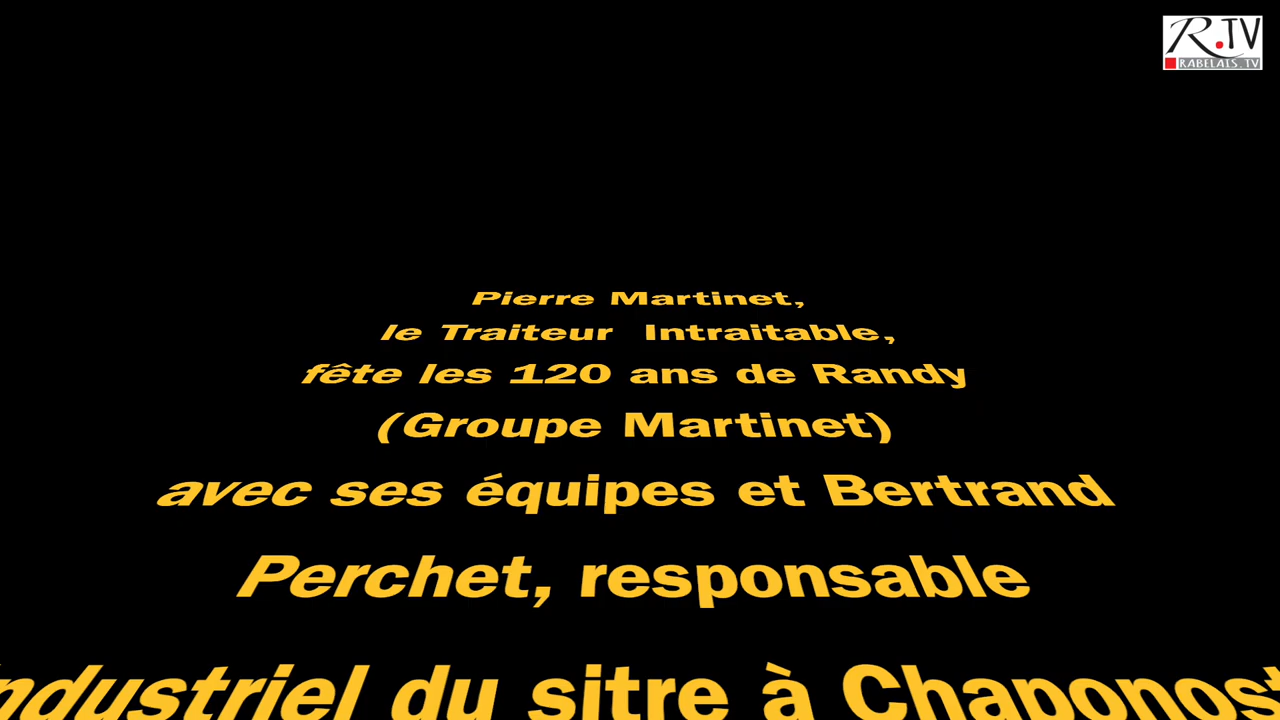 R.TV
RABELAIS.TV
Pierre Martinet,
le Traiteur Intraitable,
fête les 120 ans de Randy
(Groupe Martinet)
avec ses équipes et Bertrand
Perchet, responsable
du sitre à